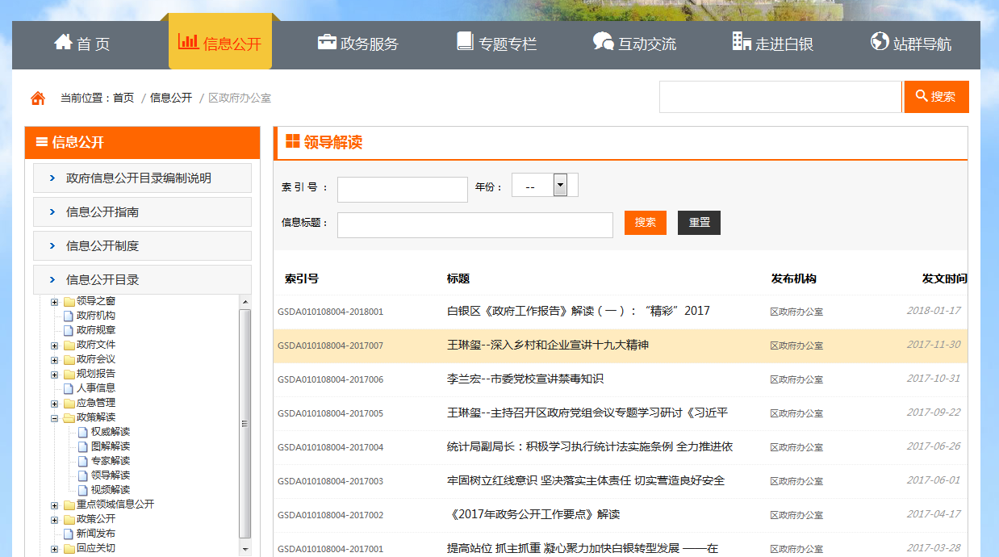 首 页 信息公开 政务服务 专题专栏 互动交流 走进白银 站群导航
当前位置：首页 / 信息公开 / 区政府办公室
搜索
信息公开
政府信息公开目录编制说明
信息公开指南
信息公开制度
信息公开目录
领导之窗
政府机构
政府规章
政府文件
政府会议
规划报告
人事信息
应急管理
政策解读
权威解读
图解解读
专家解读
领导解读
视频解读
重点领域信息公开
政策公开
新闻发布
回应关切
领导解读
索 引 号 ： 年份： --
信息标题： 搜索 重置
索引号 标题 发布机构 发文时间
GSDA010108004-2018001 白银区《政府工作报告》解读（一）：“精彩”2017 区政府办公室 2018-01-17
GSDA010108004-2017007 王琳玺--深入乡村和企业宣讲十九大精神 区政府办公室 2017-11-30
GSDA010108004-2017006 李兰宏--市委党校宣讲禁毒知识 区政府办公室 2017-10-31
GSDA010108004-2017005 王琳玺--主持召开区政府党组会议专题学习研讨《习近平 区政府办公室 2017-09-22
GSDA010108004-2017004 统计局副局长：积极学习执行统计法实施条例 全力推进依 区政府办公室 2017-06-26
GSDA010108004-2017003 牢固树立红线意识 坚决落实主体责任 切实营造良好安全 区政府办公室 2017-06-01
GSDA010108004-2017002 《2017年政务公开工作要点》解读 区政府办公室 2017-04-17
GSDA010108004-2017001 提高站位 抓主抓重 凝心聚力加快白银转型发展 ——在 区政府办公室 2017-03-28